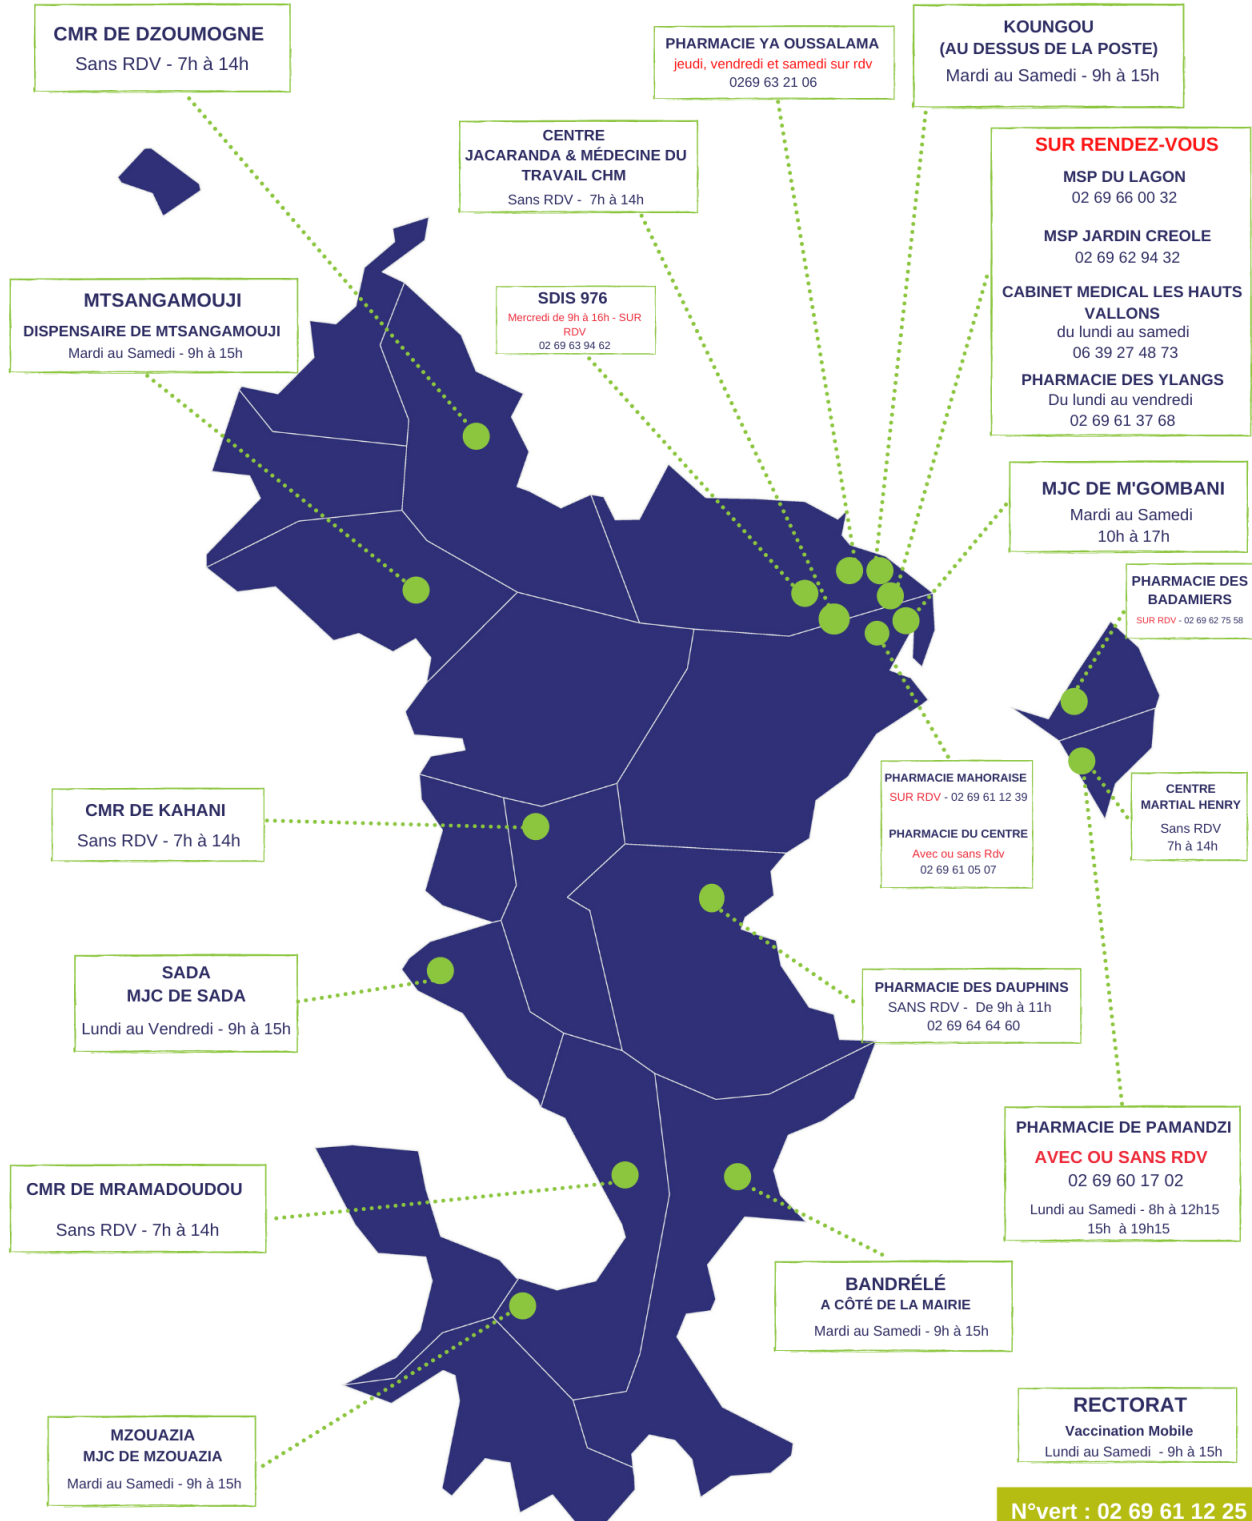 CMR DE DZOUMOGNE
Sans RDV - 7h à 14h
PHARMACIE YA OUSSALAMA
jeudi, vendredi et samedi sur rdv
0269 63 21 06
KOUNGOU
(AU DESSUS DE LA POSTE)
Mardi au Samedi - 9h à 15h
CENTRE
JACARANDA & MÉDECINE DU
TRAVAIL CHM
Sans RDV - 7h à 14h
SUR RENDEZ-VOUS
MSP DU LAGON
02 69 66 00 32
MSP JARDIN CREOLE
02 69 62 94 32
CABINET MEDICAL LES HAUTS
VALLONS
du lundi au samedi
06 39 27 48 73
PHARMACIE DES YLANGS
Du lundi au vendredi
02 69 61 37 68
MTSANGAMOUJI
DISPENSAIRE DE MTSANGAMOUJI
Mardi au Samedi - 9h à 15h
SDIS 976
Mercredi de 9h à 16h - SUR
RDV
02 69 63 94 62
MJC DE M'GOMBANI
Mardi au Samedi
10h à 17h
PHARMACIE DES
BADAMIERS
SUR RDV - 02 69 62 75 58
PHARMACIE MAHORAISE
SUR RDV - 02 69 61 12 39
PHARMACIE DU CENTRE
Avec ou sans Rdv
02 69 61 05 07
CENTRE
MARTIAL HENRY
Sans RDV
7h à 14h
CMR DE KAHANI
Sans RDV - 7h à 14h
SADA
MJC DE SADA
Lundi au Vendredi - 9h à 15h
PHARMACIE DES DAUPHINS
SANS RDV - De 9h à 11h
02 69 64 64 60
PHARMACIE DE PAMANDZI
AVEC OU SANS RDV
02 69 60 17 02
Lundi au Samedi - 8h à 12h15
15h à 19h15
CMR DE MRAMADOUDOU
Sans RDV - 7h à 14h
BANDRÉLÉ
A CÔTÉ DE LA MAIRIE
Mardi au Samedi - 9h à 15h
MZOUAZIA
MJC DE MZOUAZIA
Mardi au Samedi - 9h à 15h
RECTORAT
Vaccination Mobile
Lundi au Samedi - 9h à 15h
N°vert : 02 69 61 12 25